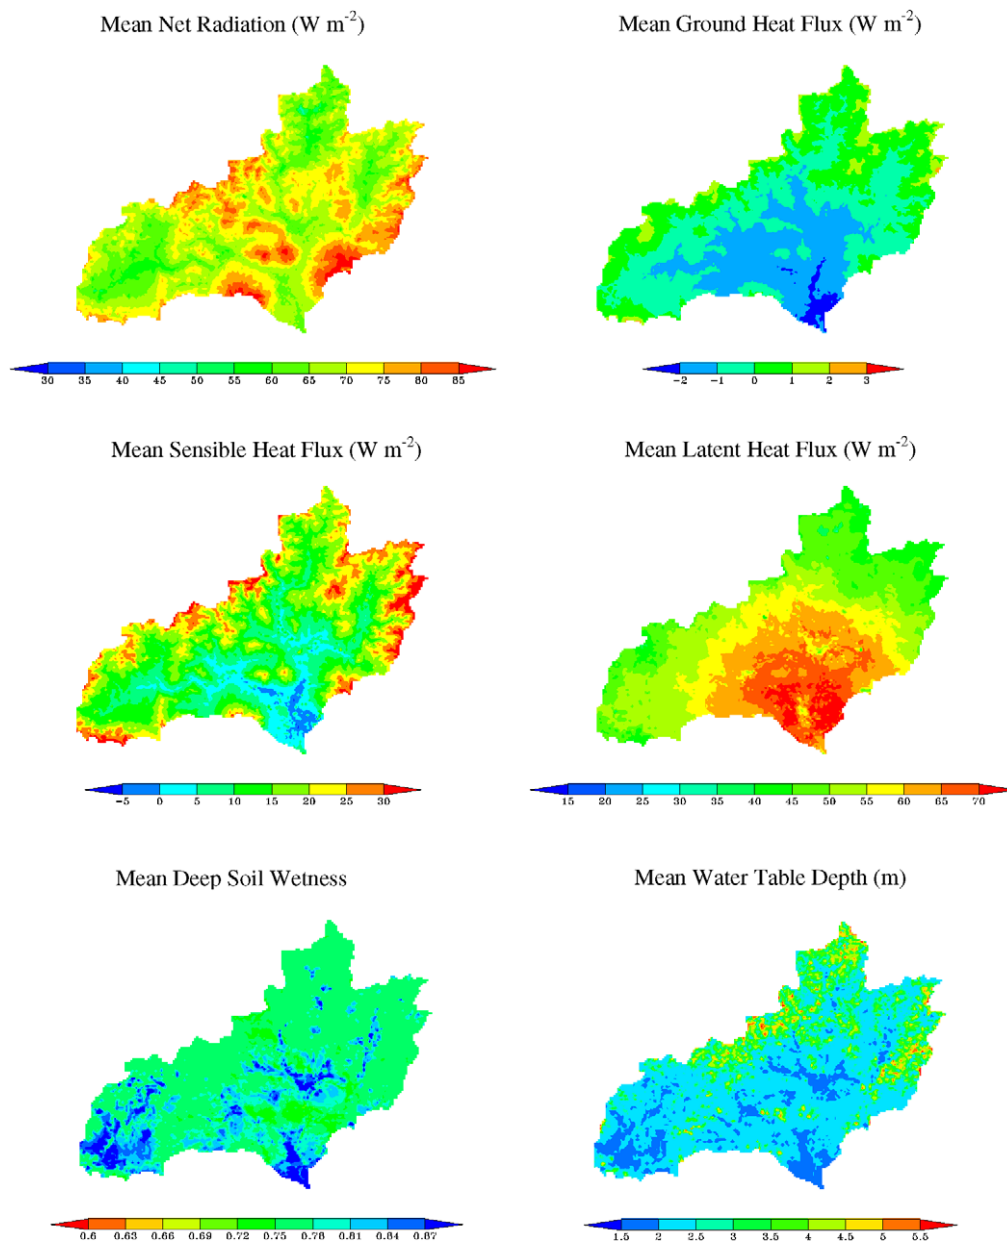 Mean Net Radiation (W m⁻²)
Mean Ground Heat Flux (W m⁻²)
30 35 40 45 50 55 60 65 70 75 80 85
-2 -1 0 1 2 3
Mean Sensible Heat Flux (W m⁻²)
Mean Latent Heat Flux (W m⁻²)
-5 0 5 10 15 20 25 30
15 20 25 30 35 40 45 50 55 60 65 70
Mean Deep Soil Wetness
Mean Water Table Depth (m)
0.6 0.63 0.66 0.69 0.72 0.75 0.78 0.81 0.84 0.87
1.5 2 2.5 3 3.5 4 4.5 5 5.5